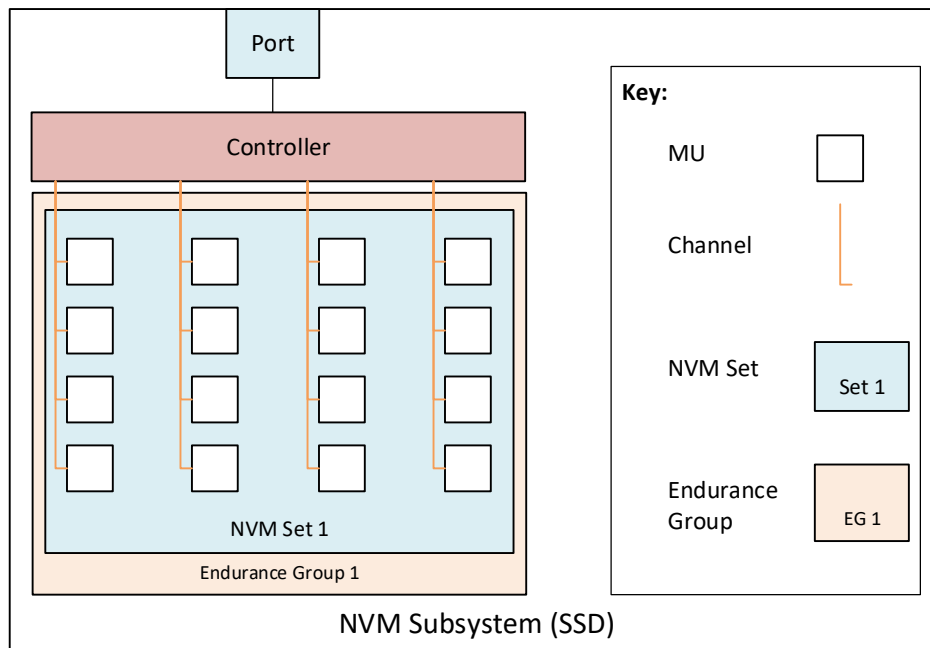 Port
Controller
NVM Set 1
Endurance Group 1
Key:
MU
Channel
NVM Set
Set 1
Endurance
Group
EG 1
NVM Subsystem (SSD)